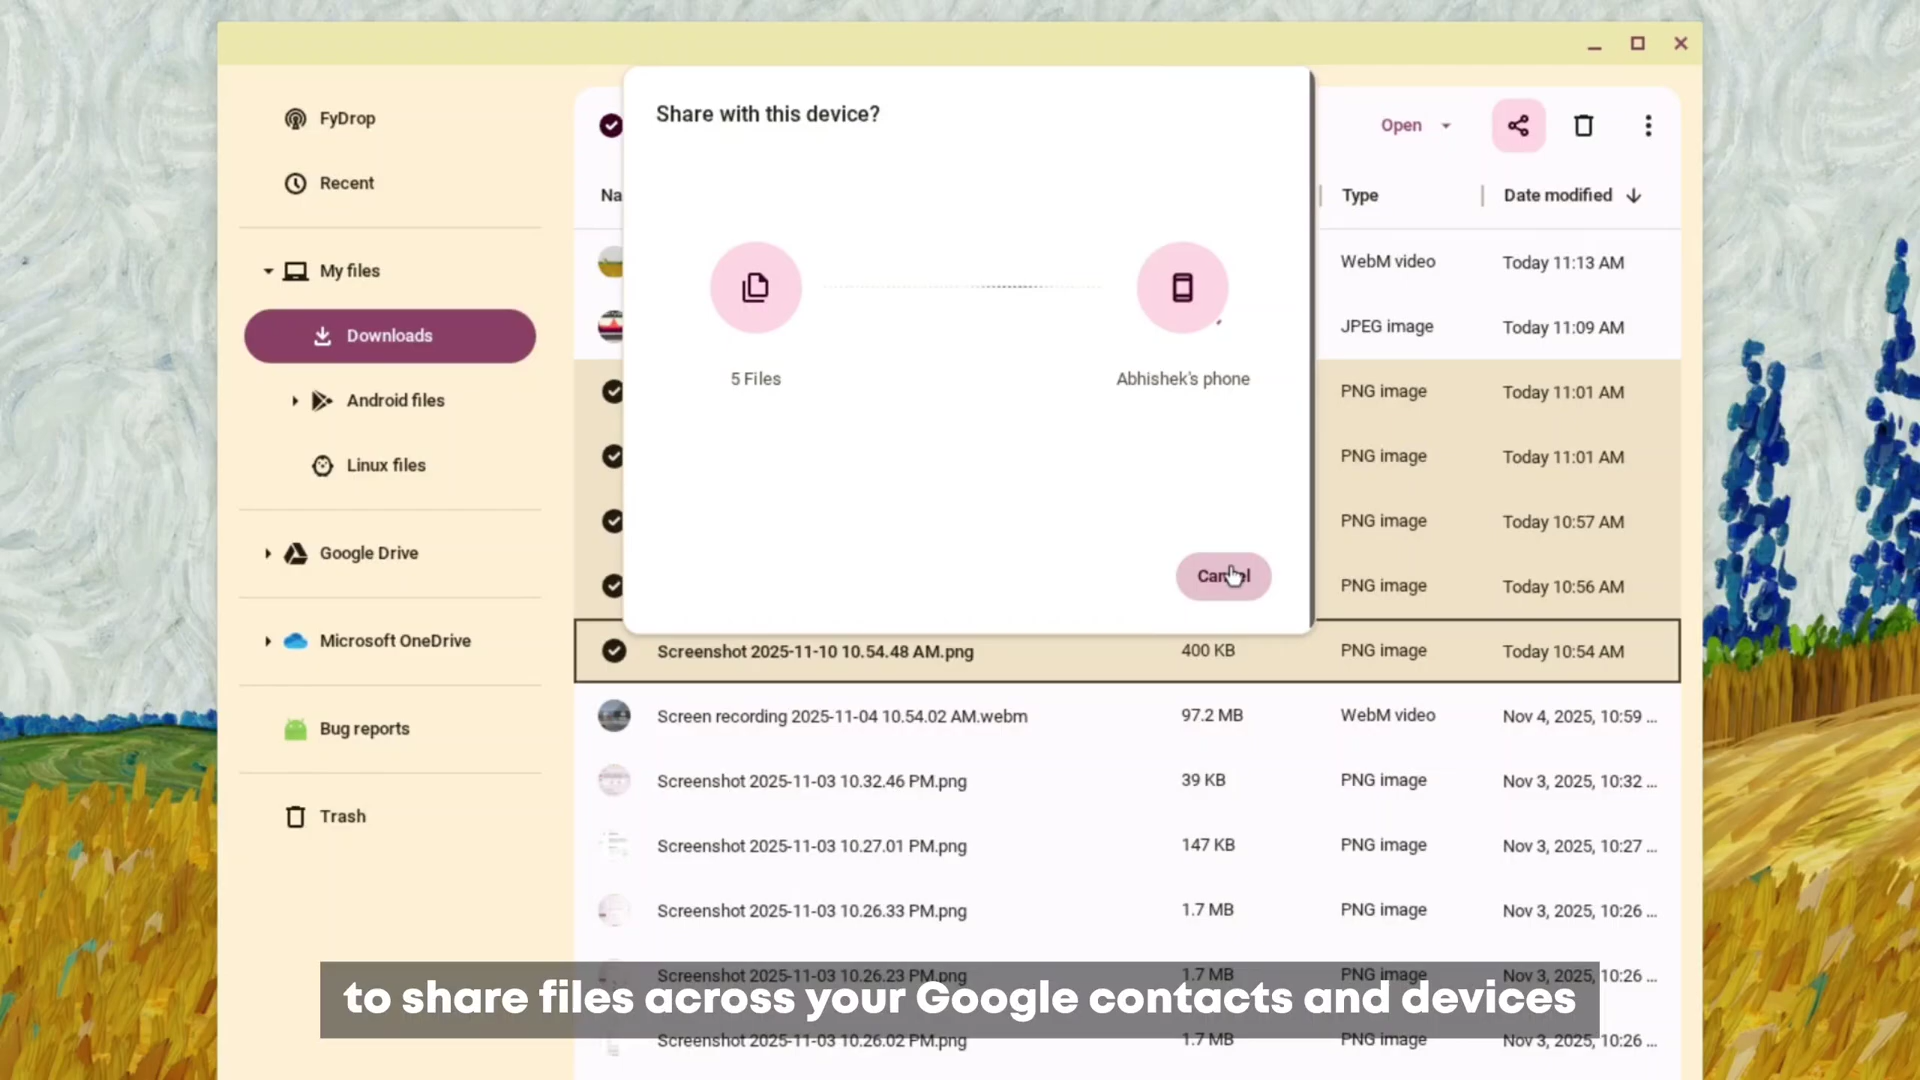 FyDrop
Recent
My files
Downloads
Android files
Linux files
Google Drive
Microsoft OneDrive
Bug reports
Trash
Share with this device?
5 Files
Abhishek's phone
Open
Na
Type
Date modified
WebM video Today 11:13 AM
JPEG image Today 11:09 AM
PNG image Today 11:01 AM
PNG image Today 11:01 AM
PNG image Today 10:57 AM
PNG image Today 10:56 AM
Screenshot 2025-11-10 10.54.48 AM.png 400 KB PNG image Today 10:54 AM
Screen recording 2025-11-04 10.54.02 AM.webm 97.2 MB WebM video Nov 4, 2025, 10:59 ...
Screenshot 2025-11-03 10.32.46 PM.png 39 KB PNG image Nov 3, 2025, 10:32 ...
Screenshot 2025-11-03 10.27.01 PM.png 147 KB PNG image Nov 3, 2025, 10:27 ...
Screenshot 2025-11-03 10.26.33 PM.png 1.7 MB PNG image Nov 3, 2025, 10:26 ...
Screenshot 2025-11-03 10.26.23 PM.png 1.7 MB PNG image Nov 3, 2025, 10:26 ...
to share files across your Google contacts and devices
Screenshot 2025-11-03 10.26.02 PM.png 1.7 MB PNG image Nov 3, 2025, 10:26 ...